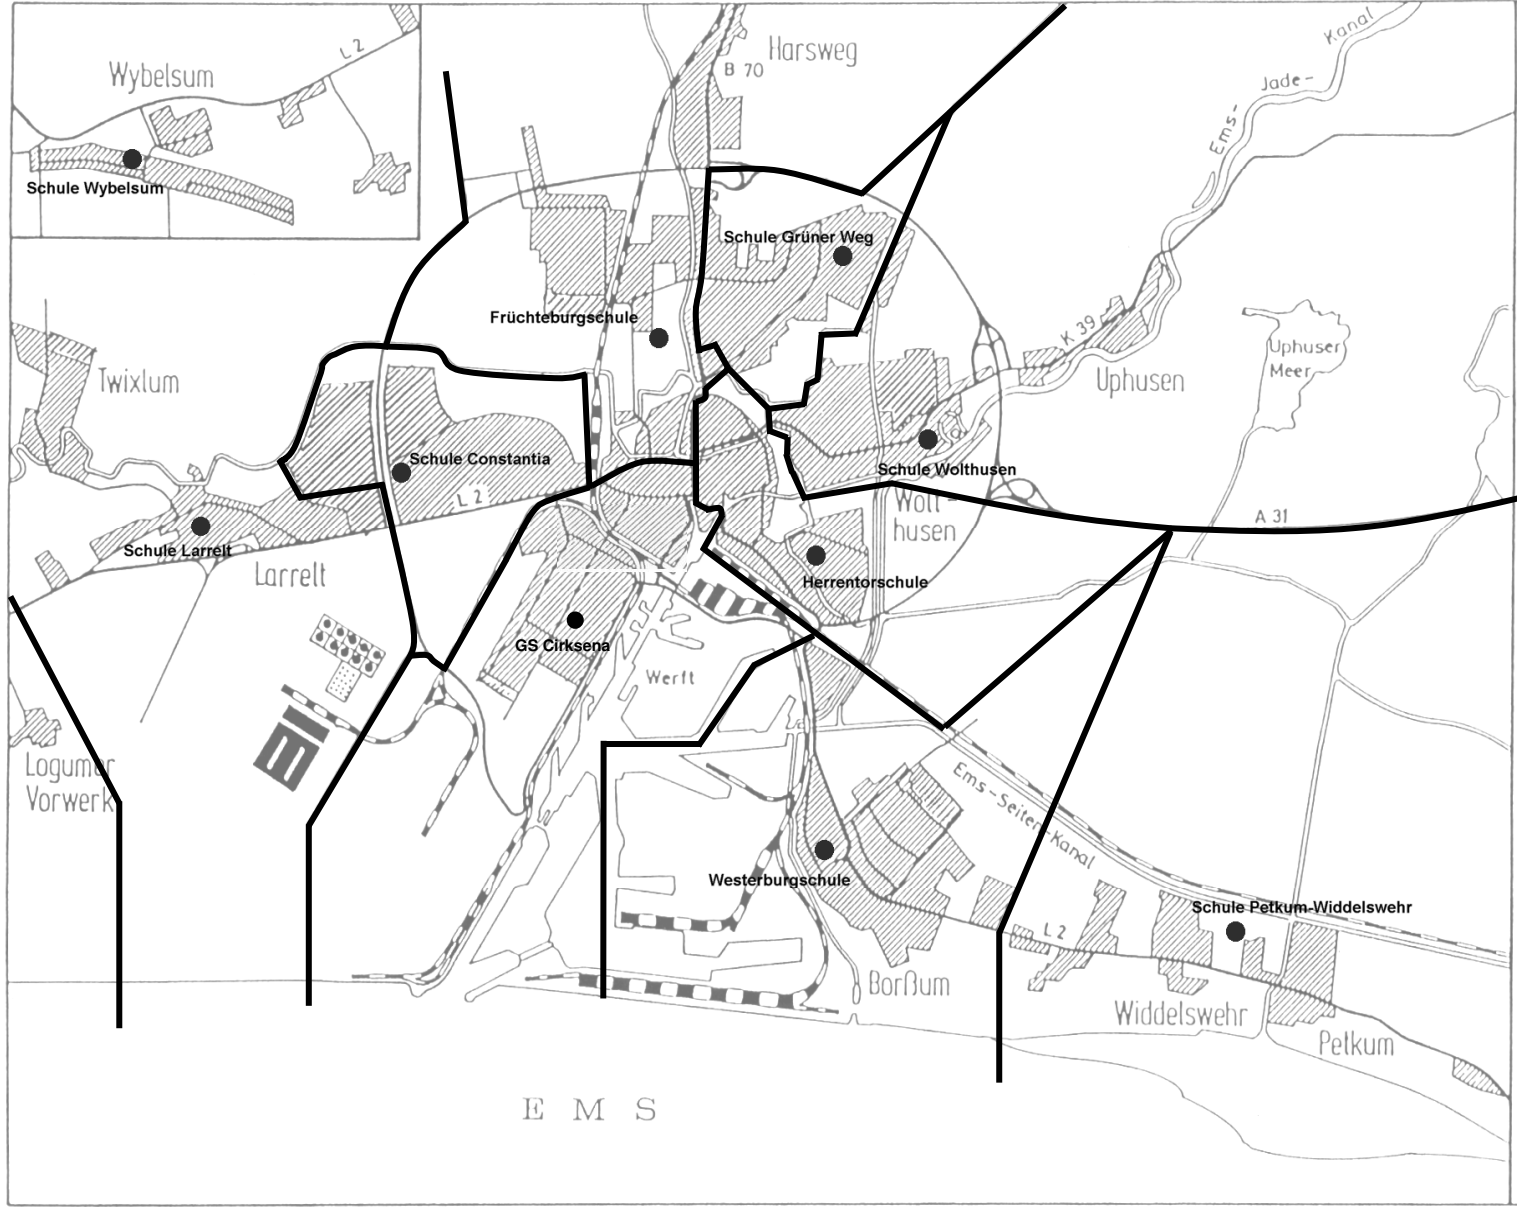 Wybelsum
L 2
Schule Wybelsum
Harsweg
B 70
Kanal
Jade-
Ems-
Schule Grüner Weg
Früchteburgschule
K 39
Uphuser
Meer
Uphusen
Twixlum
Schule Constantia
L 2
Schule Wolthusen
Wolt-
husen
A 31
Schule Larrelt
Larrelt
Herrentorschule
GS Cirksena
Werft
Logumer
Vorwerk
Ems-Seiten-Kanal
Westerburgschule
Schule Petkum-Widdelswehr
L 2
Borßum
Widdelswehr
Petkum
E M S